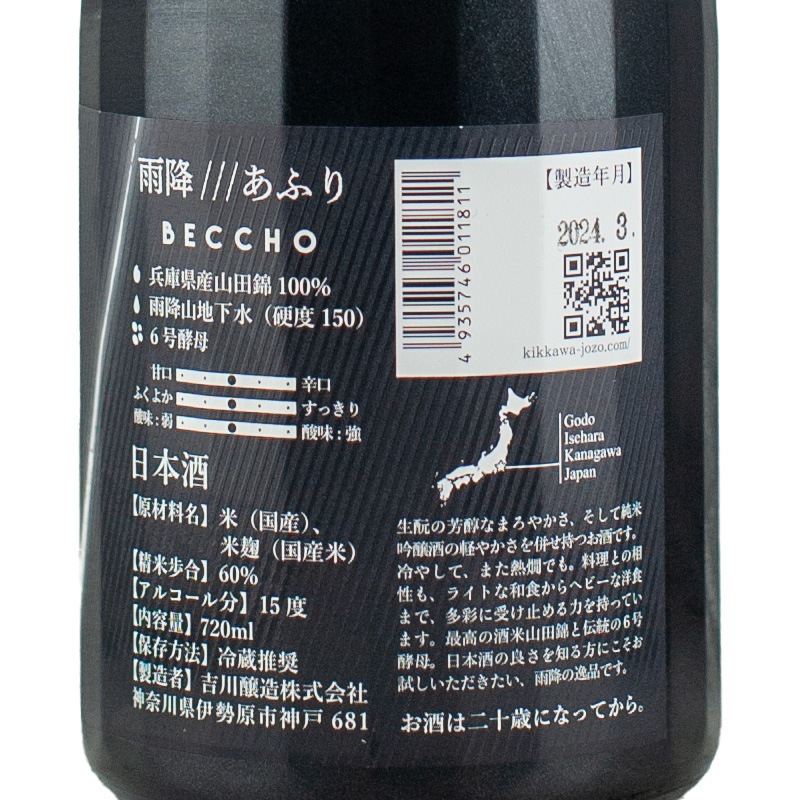 雨降///あふり
BECCHO
兵庫県産山田錦 100%
雨降山地下水（硬度 150）
6号酵母
甘口 辛口
ふくよか すっきり
酸味：弱 酸味：強
日本酒
【原材料名】米（国産）、
米麹（国産米）
【精米歩合】60%
【アルコール分】15度
【内容量】720ml
【保存方法】冷蔵推奨
【製造者】吉川醸造株式会社
神奈川県伊勢原市神戸 681
【製造年月】
2024. 3.
4 935746 011811
kikkawa-jozo.com/
Godo
Isehara
Kanagawa
Japan
生酛の芳醇なまろやかさ、そして純米
吟醸酒の軽やかさを併せ持つお酒です。
冷やして、また熱燗でも。料理との相
性も、ライトな和食からヘビーな洋食
まで、多彩に受け止める力を持ってい
ます。最高の酒米山田錦と伝統の6号
酵母。日本酒の良さを知る方にこそお
試しいただきたい、雨降の逸品です。
お酒は二十歳になってから。